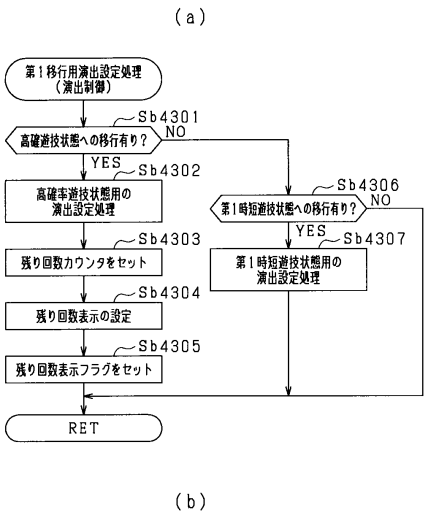 (a)
第1移行用演出設定処理
(演出制御)
Sb4301
高確遊技状態への移行有り?
NO
YES
Sb4302
高確率遊技状態用の
演出設定処理
Sb4303
残り回数カウンタをセット
Sb4304
残り回数表示の設定
Sb4305
残り回数表示フラグをセット
Sb4306
第1時短遊技状態への移行有り?
NO
YES
Sb4307
第1時短遊技状態用の
演出設定処理
RET
(b)